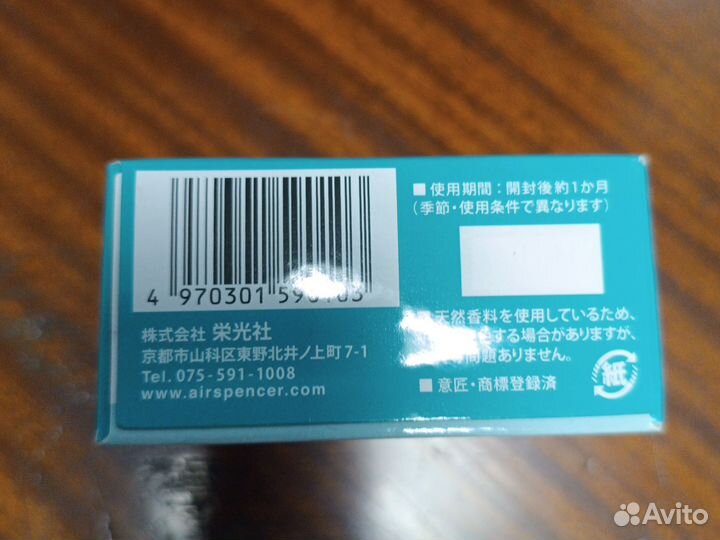 ■ 使用期間：開封後約1か月
(季節・使用条件で異なります)
4 970301
株式会社 栄光社
京都市山科区東野北井ノ上町7-1
Tel. 075-591-1008
www.airspencer.com
天然香料を使用しているため、
する場合がありますが、
問題ありません。
■ 意匠・商標登録済
紙
Avito